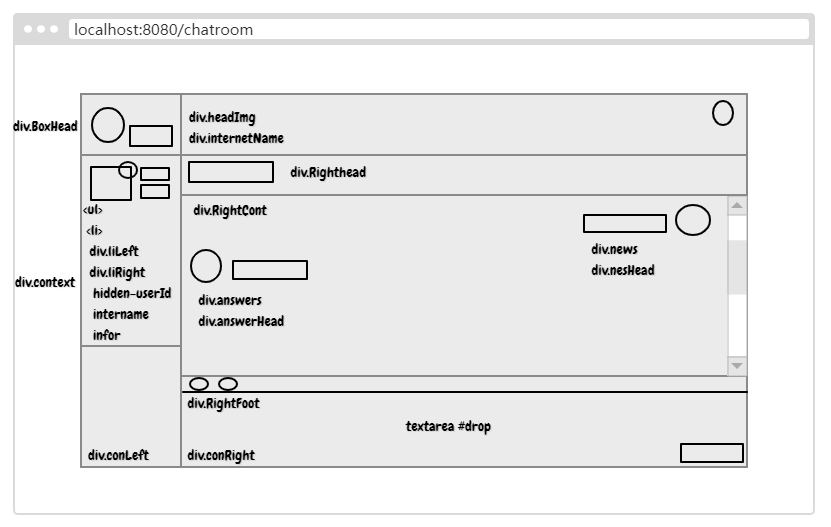 localhost:8080/chatroom
div.BoxHead
div.headImg
div.internetName
div.Righthead
<ul>
<li>
div.liLeft
div.liRight
hidden-userId
intername
infor
div.context
div.RightCont
div.news
div.nesHead
div.answers
div.answerHead
div.RightFoot
textarea #drop
div.conLeft
div.conRight